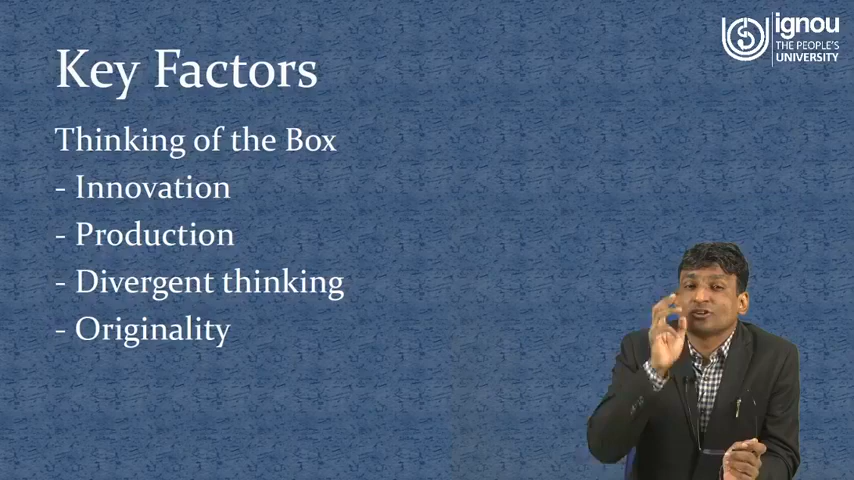 ignou
THE PEOPLE'S
UNIVERSITY
Key Factors
Thinking of the Box
- Innovation
- Production
- Divergent thinking
- Originality